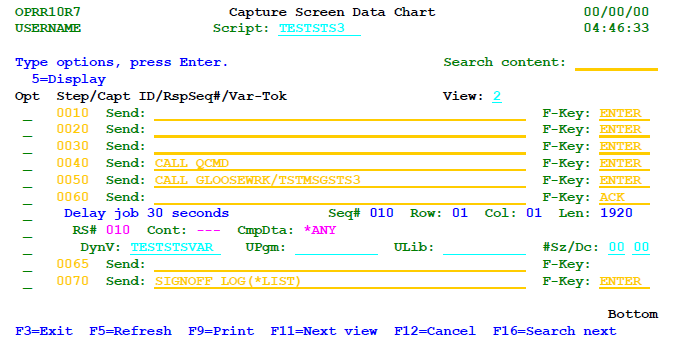 OPRR10R7 Capture Screen Data Chart 00/00/00
USERNAME Script: TESTSTS3 04:46:33
Type options, press Enter. Search content:
5=Display
Opt Step/Capt ID/RspSeq#/Var-Tok View: 2
_ 0010 Send: F-Key: ENTER
_ 0020 Send: F-Key: ENTER
_ 0030 Send: F-Key: ENTER
_ 0040 Send: CALL QCMD F-Key: ENTER
_ 0050 Send: CALL GLOOSEWRK/TSTMSGSTS3 F-Key: ENTER
_ 0060 Send: F-Key: ACK
_ Delay job 30 seconds Seq# 010 Row: 01 Col: 01 Len: 1920
_ RS# 010 Cont: --- CmpDta: *ANY
_ DynV: TESTSTSVAR UPgm: ULib: #Sz/Dc: 00 00
_ 0065 Send: F-Key:
_ 0070 Send: SIGNOFF LOG(*LIST) F-Key: ENTER
Bottom
F3=Exit F5=Refresh F9=Print F11=Next view F12=Cancel F16=Search next